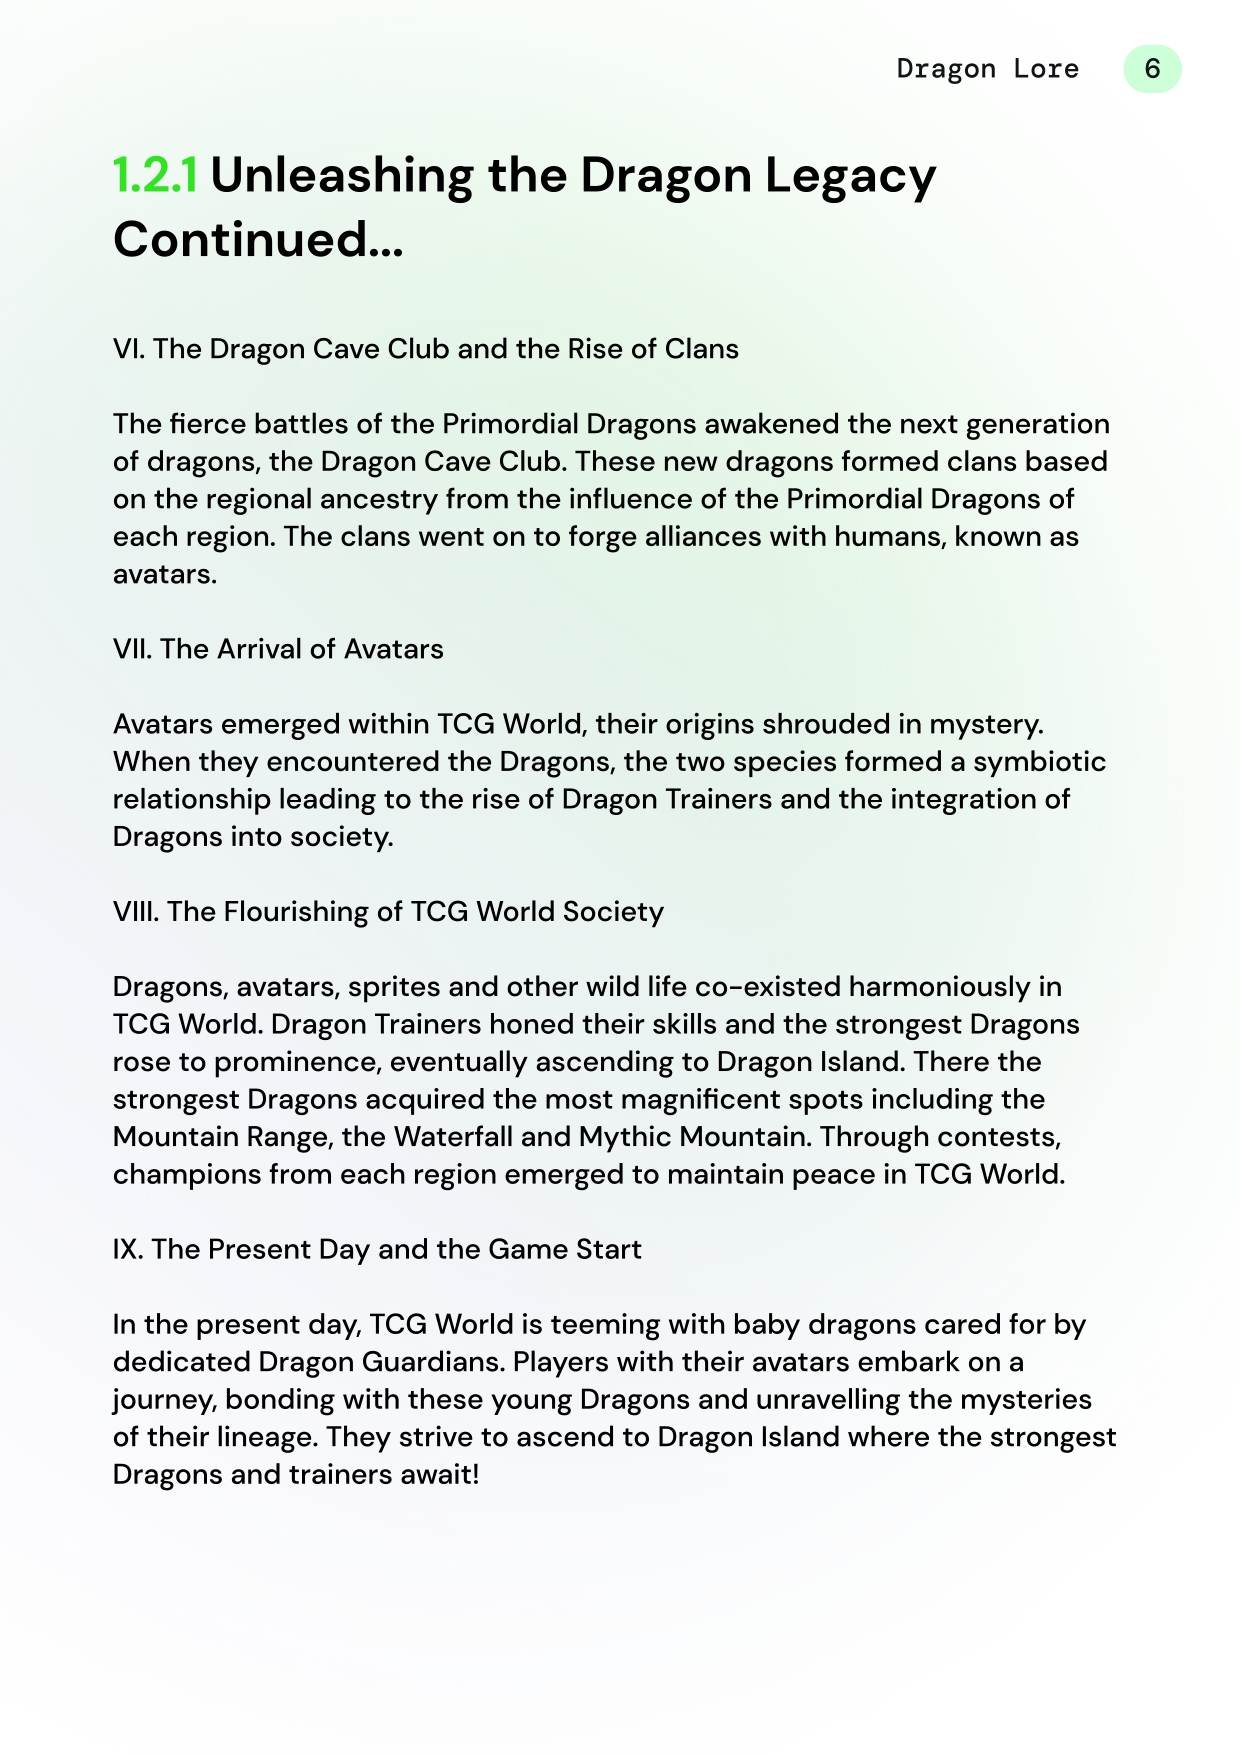 Dragon Lore 6
1.2.1 Unleashing the Dragon Legacy
Continued...
VI. The Dragon Cave Club and the Rise of Clans
The fierce battles of the Primordial Dragons awakened the next generation
of dragons, the Dragon Cave Club. These new dragons formed clans based
on the regional ancestry from the influence of the Primordial Dragons of
each region. The clans went on to forge alliances with humans, known as
avatars.
VII. The Arrival of Avatars
Avatars emerged within TCG World, their origins shrouded in mystery.
When they encountered the Dragons, the two species formed a symbiotic
relationship leading to the rise of Dragon Trainers and the integration of
Dragons into society.
VIII. The Flourishing of TCG World Society
Dragons, avatars, sprites and other wild life co-existed harmoniously in
TCG World. Dragon Trainers honed their skills and the strongest Dragons
rose to prominence, eventually ascending to Dragon Island. There the
strongest Dragons acquired the most magnificent spots including the
Mountain Range, the Waterfall and Mythic Mountain. Through contests,
champions from each region emerged to maintain peace in TCG World.
IX. The Present Day and the Game Start
In the present day, TCG World is teeming with baby dragons cared for by
dedicated Dragon Guardians. Players with their avatars embark on a
journey, bonding with these young Dragons and unravelling the mysteries
of their lineage. They strive to ascend to Dragon Island where the strongest
Dragons and trainers await!